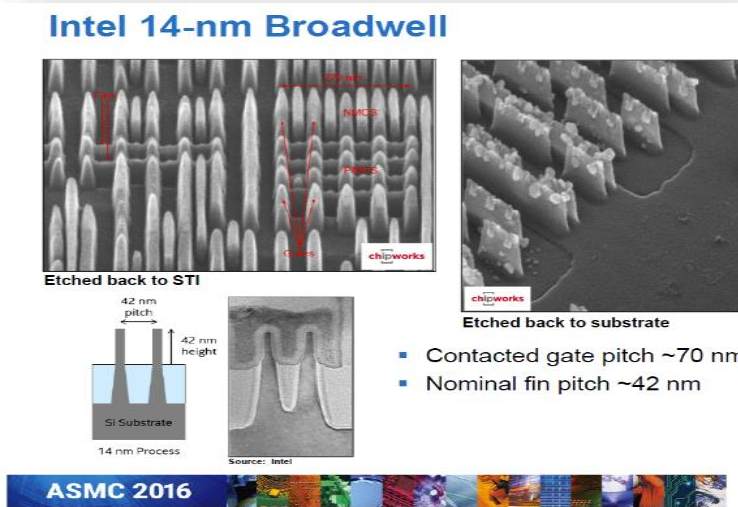 Intel 14-nm Broadwell
NMOS
chipworks
Etched back to STI
chipworks
Etched back to substrate
42 nm
pitch
42 nm
height
Si Substrate
14 nm Process
Source: Intel
Contacted gate pitch ~70 nm
Nominal fin pitch ~42 nm
ASMC 2016